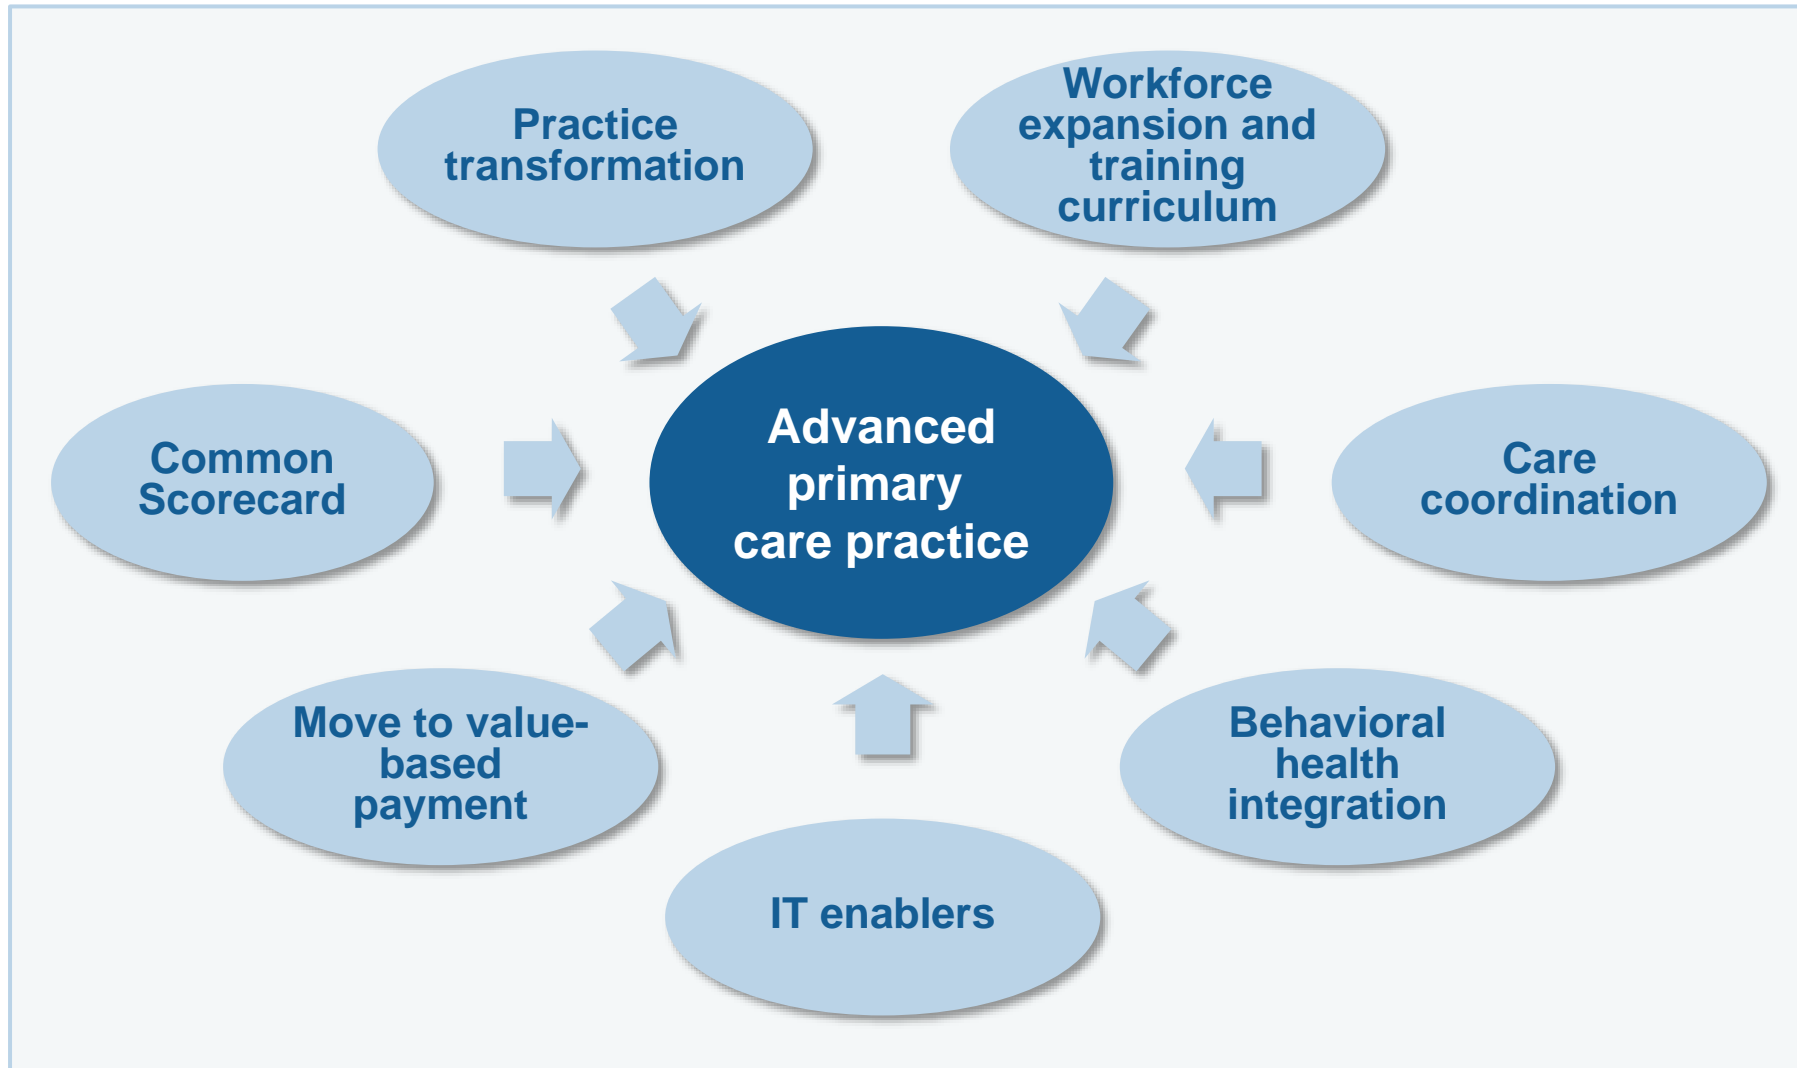 Practice
transformation
Workforce
expansion and
training
curriculum
Common
Scorecard
Advanced
primary
care practice
Care
coordination
Move to value-
based
payment
IT enablers
Behavioral
health
integration